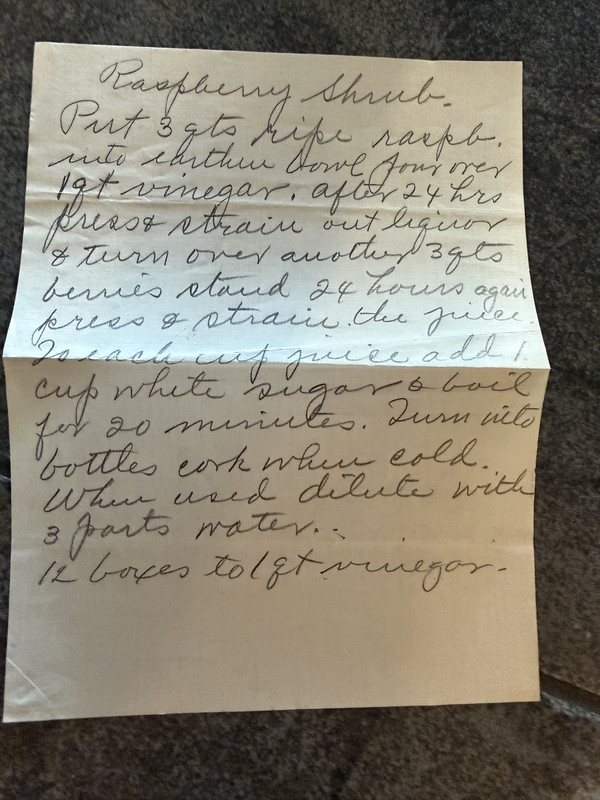 Raspberry Shrub.
Put 3 qts ripe raspb.
into earthen bowl pour over
1 qt vinegar. after 24 hrs
press & strain out liquor
& turn over another 3 qts
berries stand 24 hours again
press & strain the juice.
To each cup juice add 1
cup white sugar & boil
for 20 minutes. Turn into
bottles cork when cold.
When used dilute with
3 parts water.
12 boxes to 1 qt vinegar.